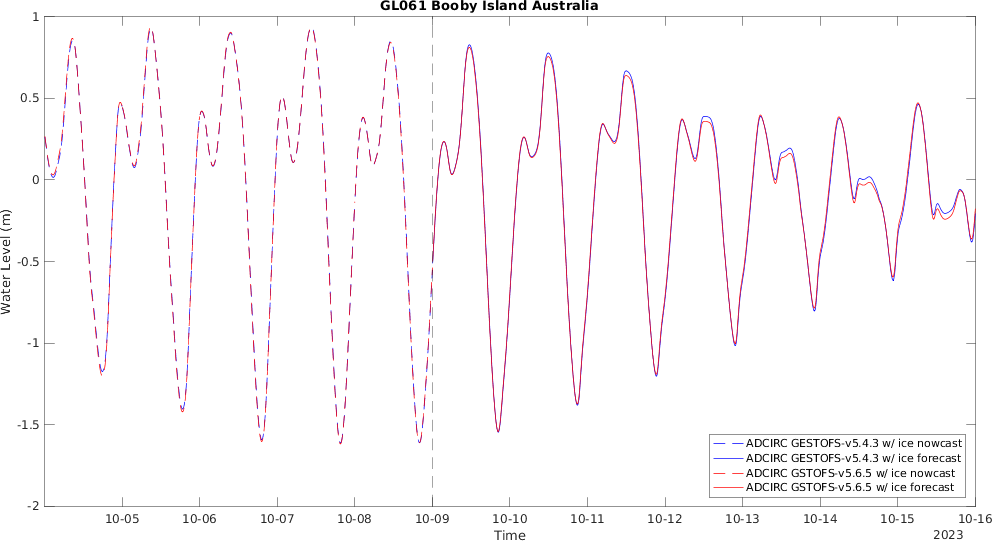 GL061 Booby Island Australia
1
0.5
0
-0.5
-1
-1.5
-2
Water Level (m)
10-05 10-06 10-07 10-08 10-09 10-10 10-11 10-12 10-13 10-14 10-15 10-16
Time
2023
ADCIRC GESTOFS-v5.4.3 w/ ice nowcast
ADCIRC GESTOFS-v5.4.3 w/ ice forecast
ADCIRC GSTOFS-v5.6.5 w/ ice nowcast
ADCIRC GSTOFS-v5.6.5 w/ ice forecast